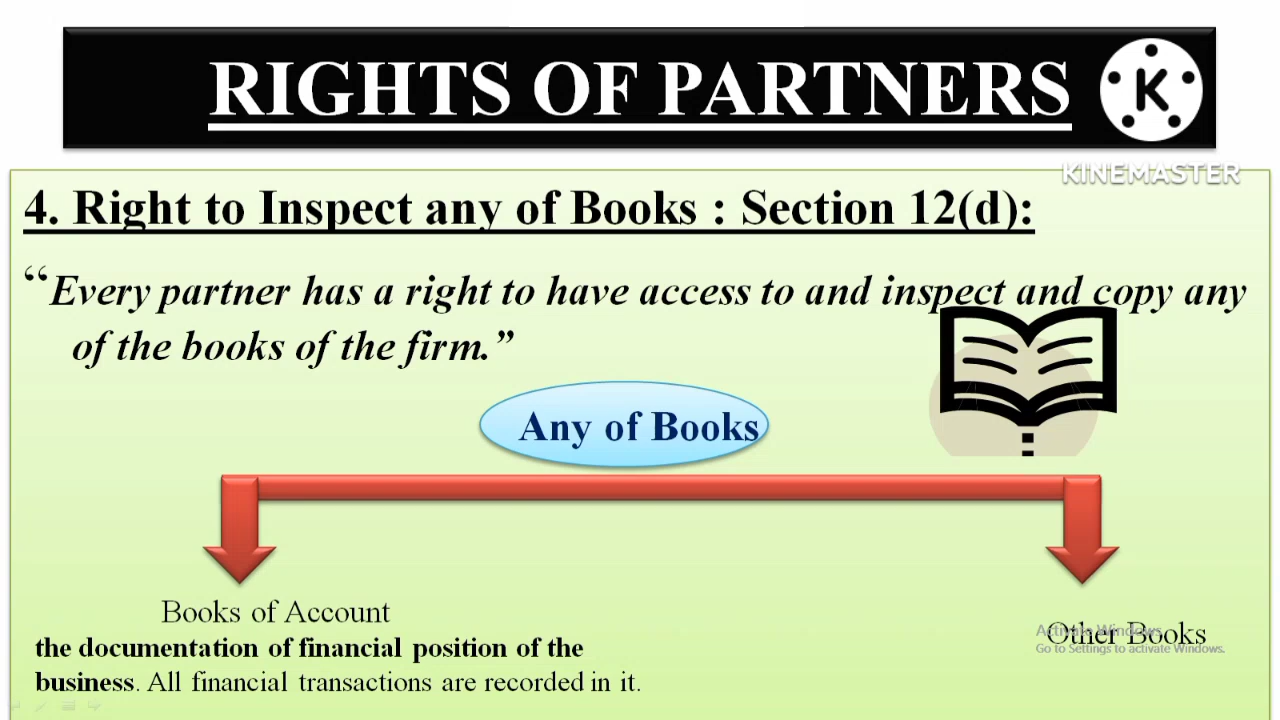 RIGHTS OF PARTNERS
K
KINEMASTER
4. Right to Inspect any of Books : Section 12(d):
“Every partner has a right to have access to and inspect and copy any
of the books of the firm.”
Any of Books
Books of Account
the documentation of financial position of the
business. All financial transactions are recorded in it.
Other Books
Activate Windows
Go to Settings to activate Windows.